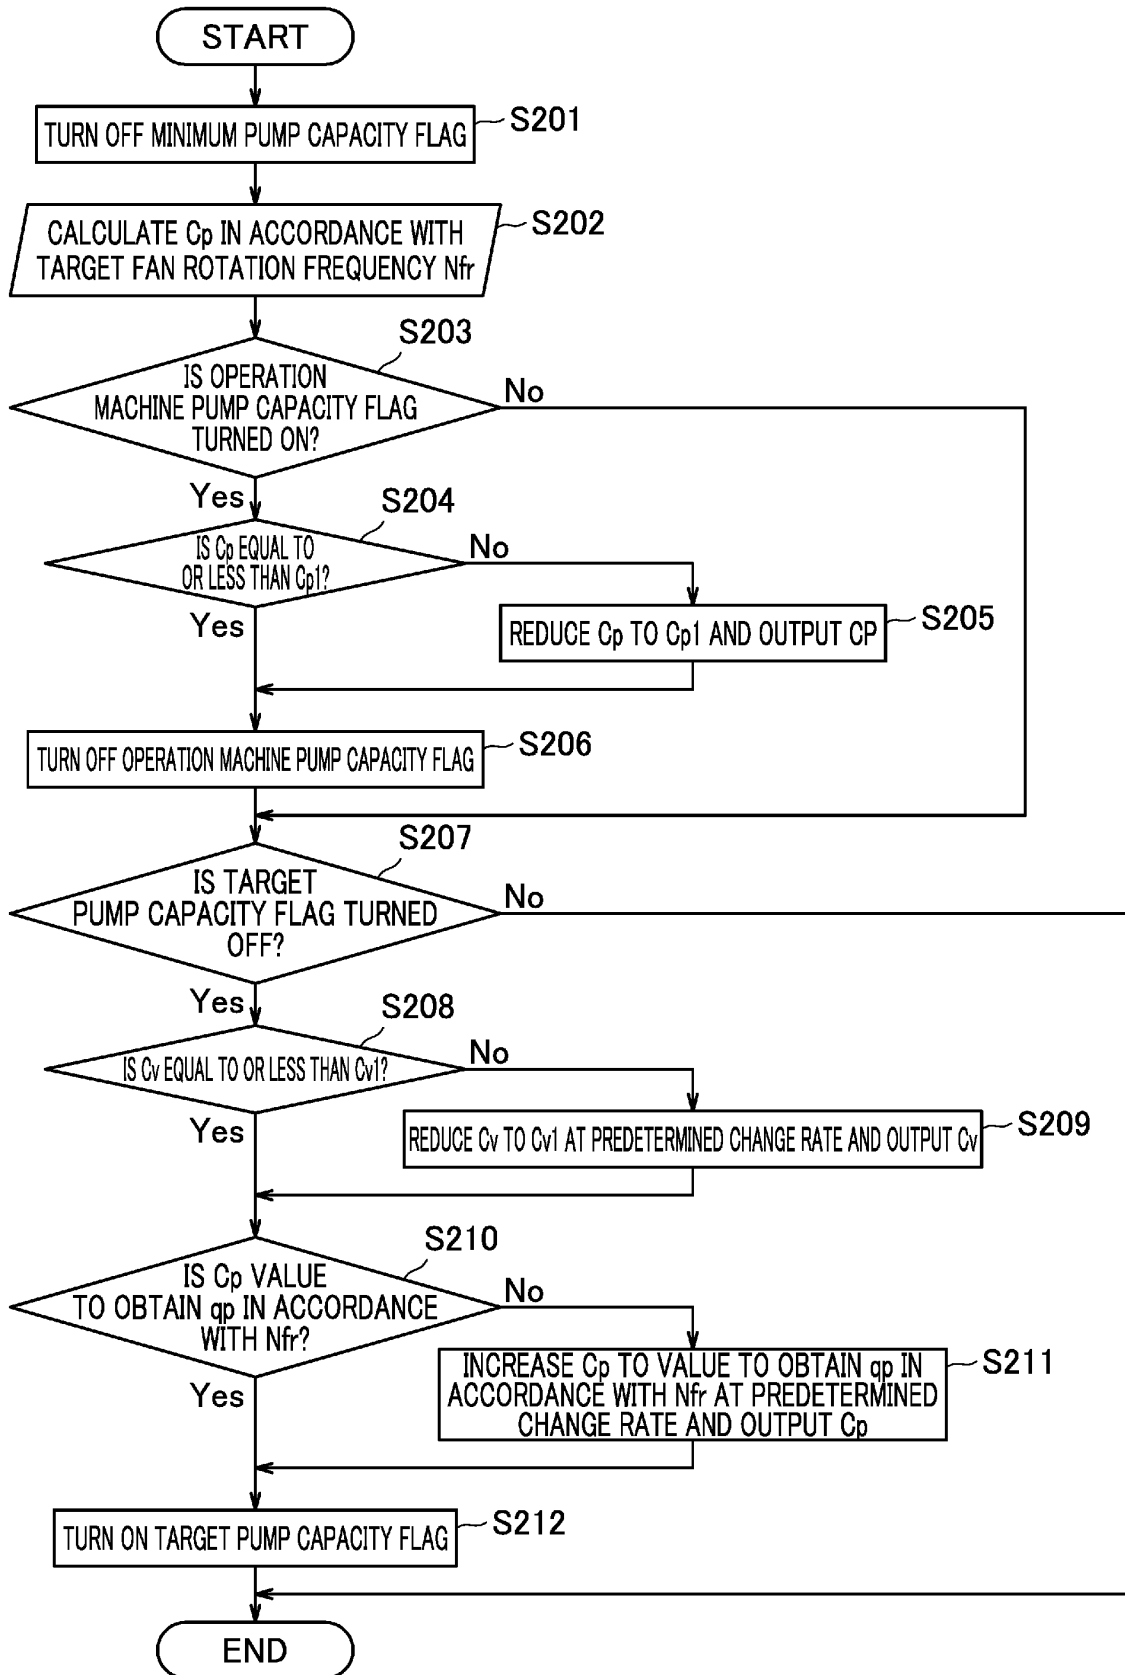 START
TURN OFF MINIMUM PUMP CAPACITY FLAG
S201
CALCULATE Cp IN ACCORDANCE WITH
TARGET FAN ROTATION FREQUENCY Nfr
S202
S203
IS OPERATION
MACHINE PUMP CAPACITY FLAG
TURNED ON?
No
Yes
S204
IS Cp EQUAL TO
OR LESS THAN Cp1?
No
Yes
REDUCE Cp TO Cp1 AND OUTPUT CP
S205
TURN OFF OPERATION MACHINE PUMP CAPACITY FLAG
S206
S207
IS TARGET
PUMP CAPACITY FLAG TURNED
OFF?
No
Yes
S208
IS Cv EQUAL TO OR LESS THAN Cv1?
No
Yes
REDUCE Cv TO Cv1 AT PREDETERMINED CHANGE RATE AND OUTPUT Cv
S209
S210
IS Cp VALUE
TO OBTAIN qp IN ACCORDANCE
WITH Nfr?
No
Yes
INCREASE Cp TO VALUE TO OBTAIN qp IN
ACCORDANCE WITH Nfr AT PREDETERMINED
CHANGE RATE AND OUTPUT Cp
S211
TURN ON TARGET PUMP CAPACITY FLAG
S212
END